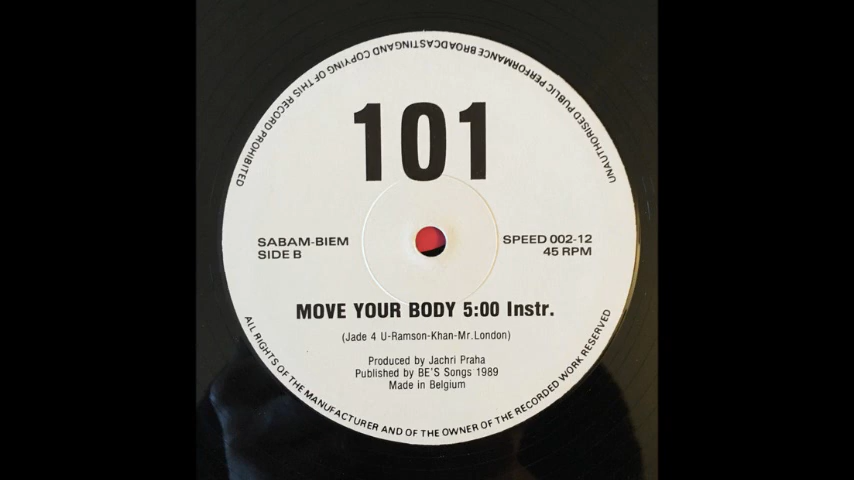 UNAUTHORISED PUBLIC PERFORMANCE BROADCASTINGAND COPYING OF THIS RECORD PROHIBITED
101
SABAM-BIEM
SIDE B
SPEED 002-12
45 RPM
MOVE YOUR BODY 5:00 Instr.
(Jade 4 U-Ramson-Khan-Mr.London)
Produced by Jachri Praha
Published by BE'S Songs 1989
Made in Belgium
ALL RIGHTS OF THE MANUFACTURER AND OF THE OWNER OF THE RECORDED WORK RESERVED